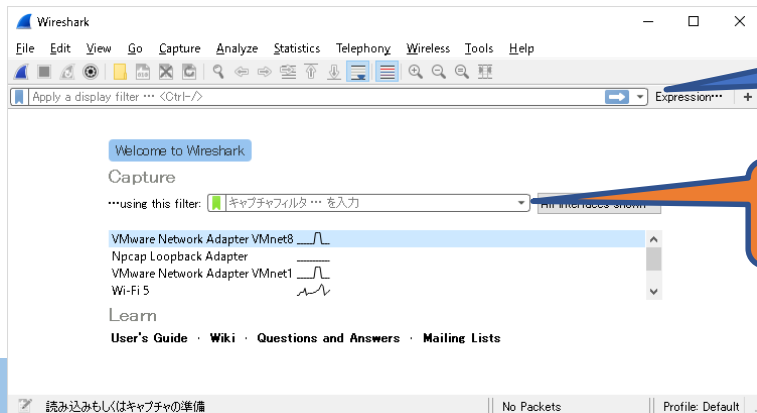 Wireshark
File Edit View Go Capture Analyze Statistics Telephony Wireless Tools Help
Apply a display filter … <Ctrl-/>
Expression… +
Welcome to Wireshark
Capture
…using this filter: キャプチャフィルタ … を入力
VMware Network Adapter VMnet8
Npcap Loopback Adapter
VMware Network Adapter VMnet1
Wi-Fi 5
Learn
User's Guide · Wiki · Questions and Answers · Mailing Lists
読み込みもしくはキャプチャの準備 No Packets Profile: Default